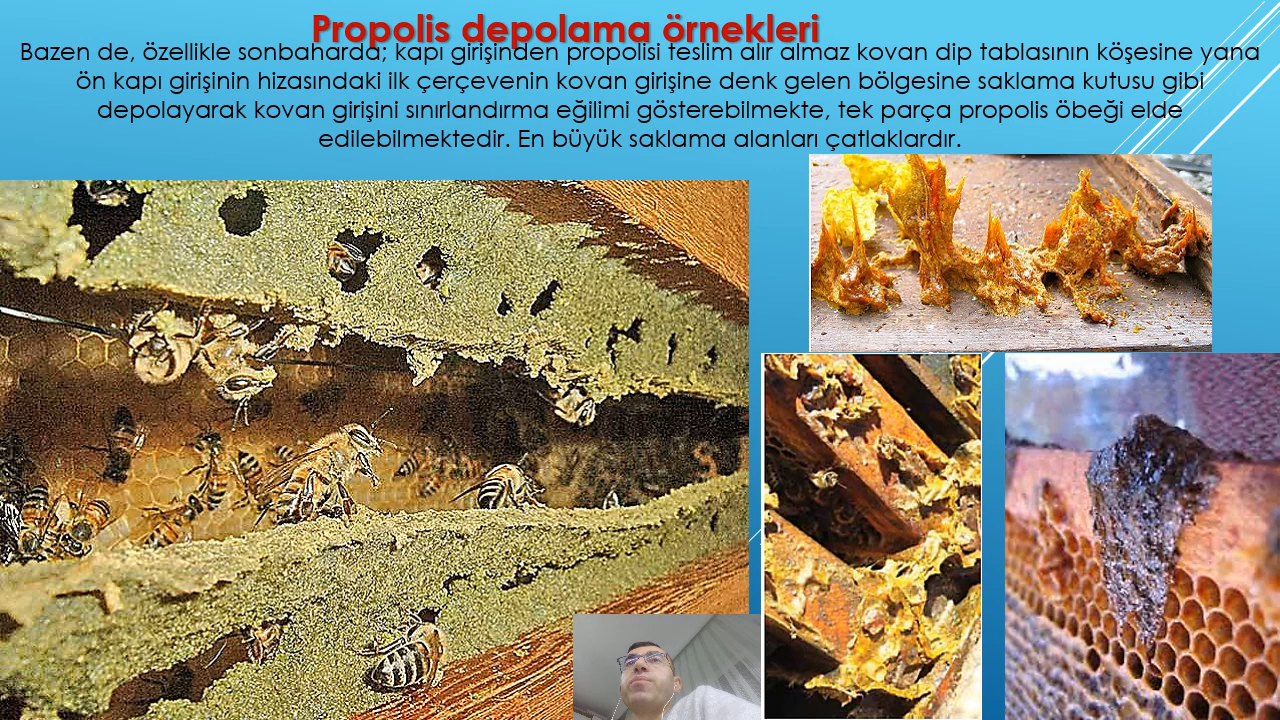 Propolis depolama örnekleri
Bazen de, özellikle sonbaharda; kapı girişinden propolisi teslim alır almaz kovan dip tablasının köşesine yana
ön kapı girişinin hizasındaki ilk çerçevenin kovan girişine denk gelen bölgesine saklama kutusu gibi
depolayarak kovan girişini sınırlandırma eğilimi gösterebilmekte, tek parça propolis öbeği elde
edilebilmektedir. En büyük saklama alanları çatlaklardır.